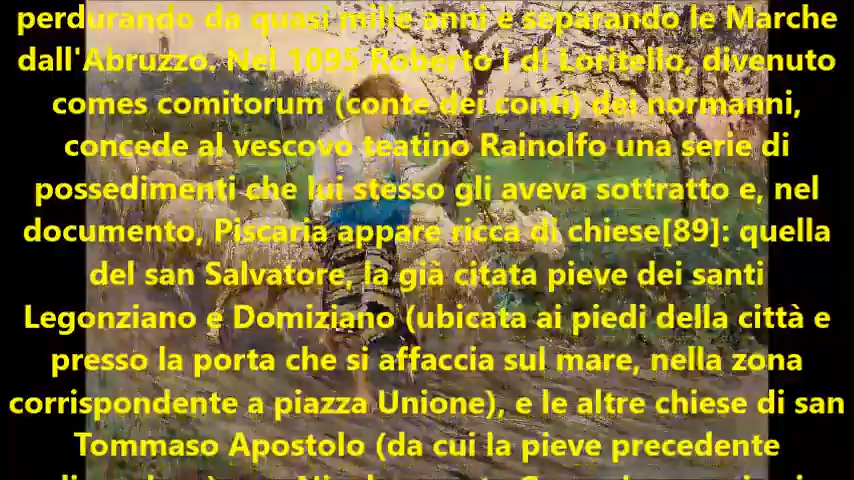 perdurando da quasi mille anni e separando le Marche
dall'Abruzzo. Nel 1095 Roberto I di Loritello, divenuto
comes comitorum (conte dei conti) dei normanni,
concede al vescovo teatino Rainolfo una serie di
possedimenti che lui stesso gli aveva sottratto e, nel
documento, Piscaria appare ricca di chiese[89]: quella
del san Salvatore, la già citata pieve dei santi
Legonziano e Domiziano (ubicata ai piedi della città e
presso la porta che si affaccia sul mare, nella zona
corrispondente a piazza Unione), e le altre chiese di san
Tommaso Apostolo (da cui la pieve precedente